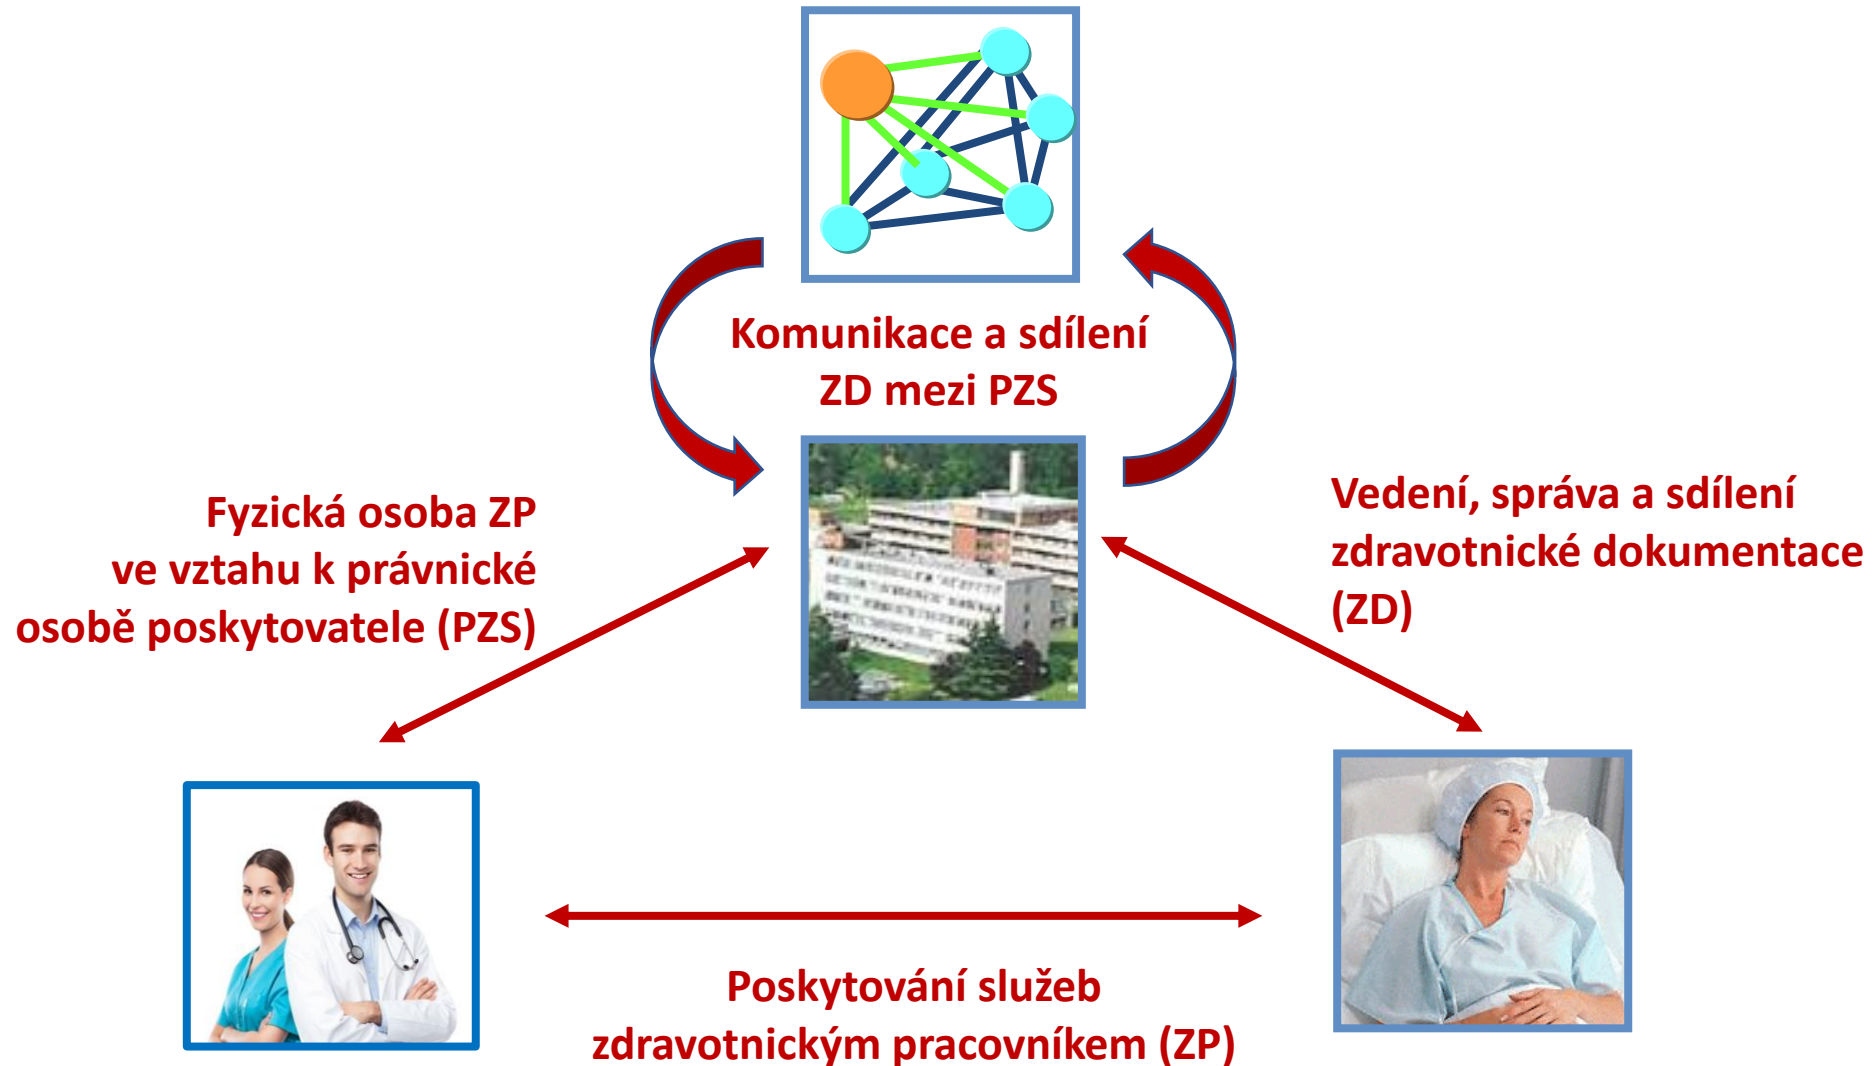 Komunikace a sdílení
ZD mezi PZS
Fyzická osoba ZP
ve vztahu k právnické
osobě poskytovatele (PZS)
Vedení, správa a sdílení
zdravotnické dokumentace
(ZD)
Poskytování služeb
zdravotnickým pracovníkem (ZP)